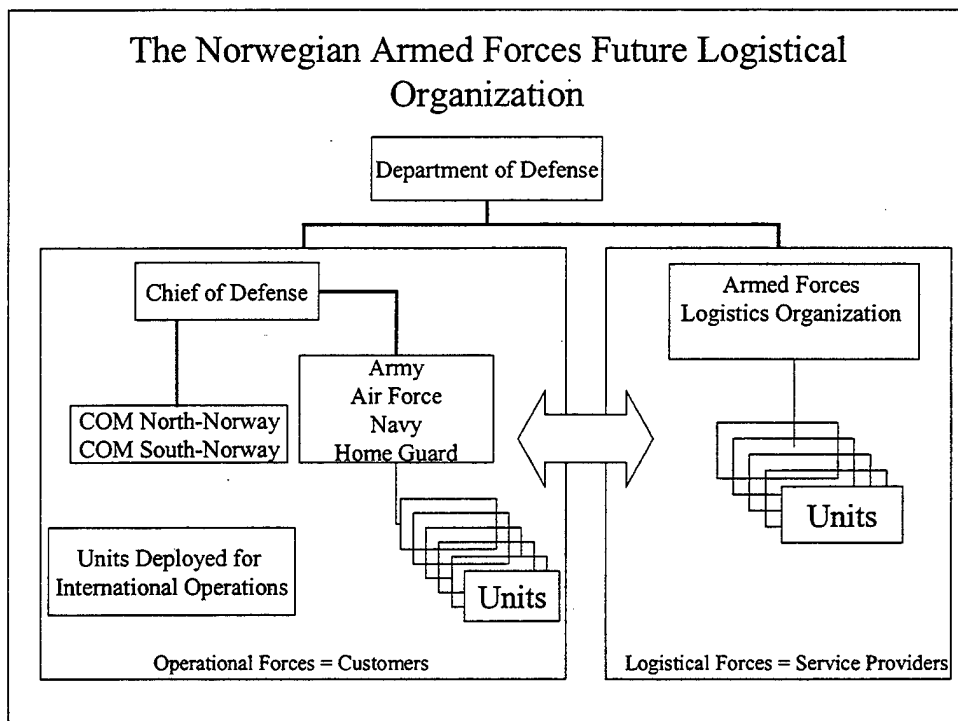 The Norwegian Armed Forces Future Logistical
Organization
Department of Defense
Chief of Defense
Armed Forces
Logistics Organization
Army
Air Force
Navy
Home Guard
COM North-Norway
COM South-Norway
Units
Units Deployed for
International Operations
Units
Operational Forces = Customers
Logistical Forces = Service Providers